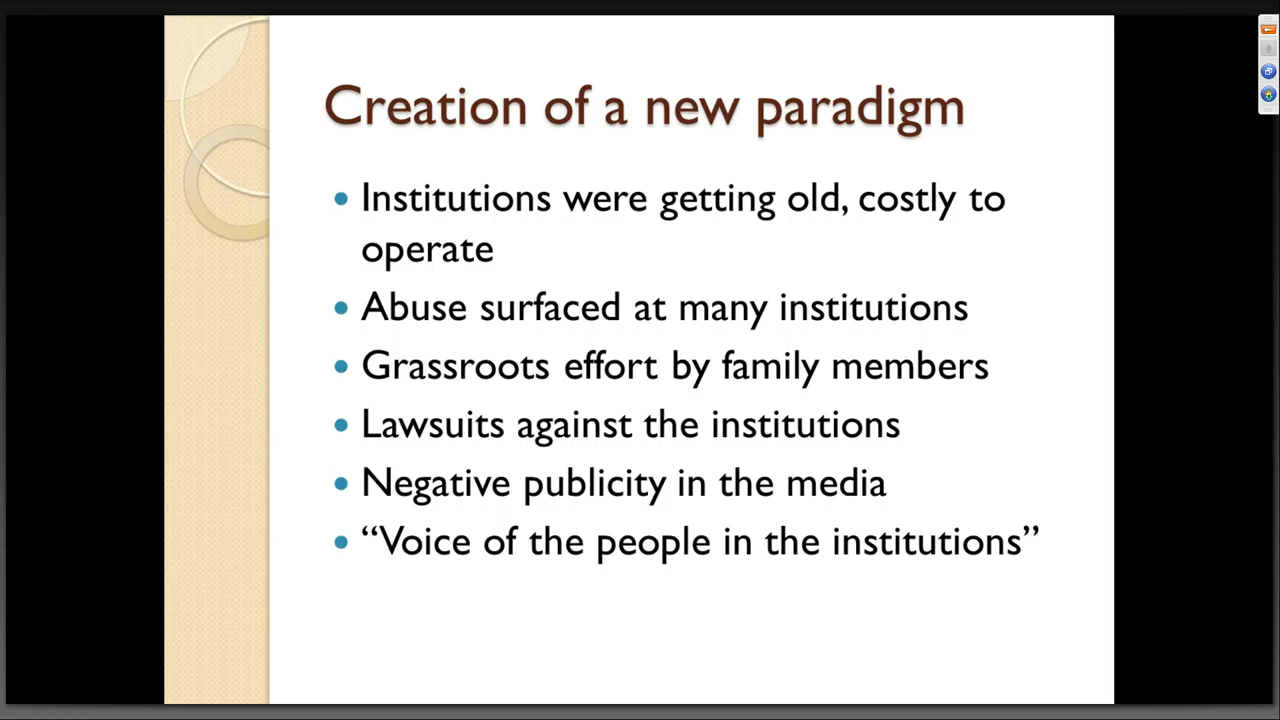 Creation of a new paradigm
• Institutions were getting old, costly to
operate
• Abuse surfaced at many institutions
• Grassroots effort by family members
• Lawsuits against the institutions
• Negative publicity in the media
• “Voice of the people in the institutions”